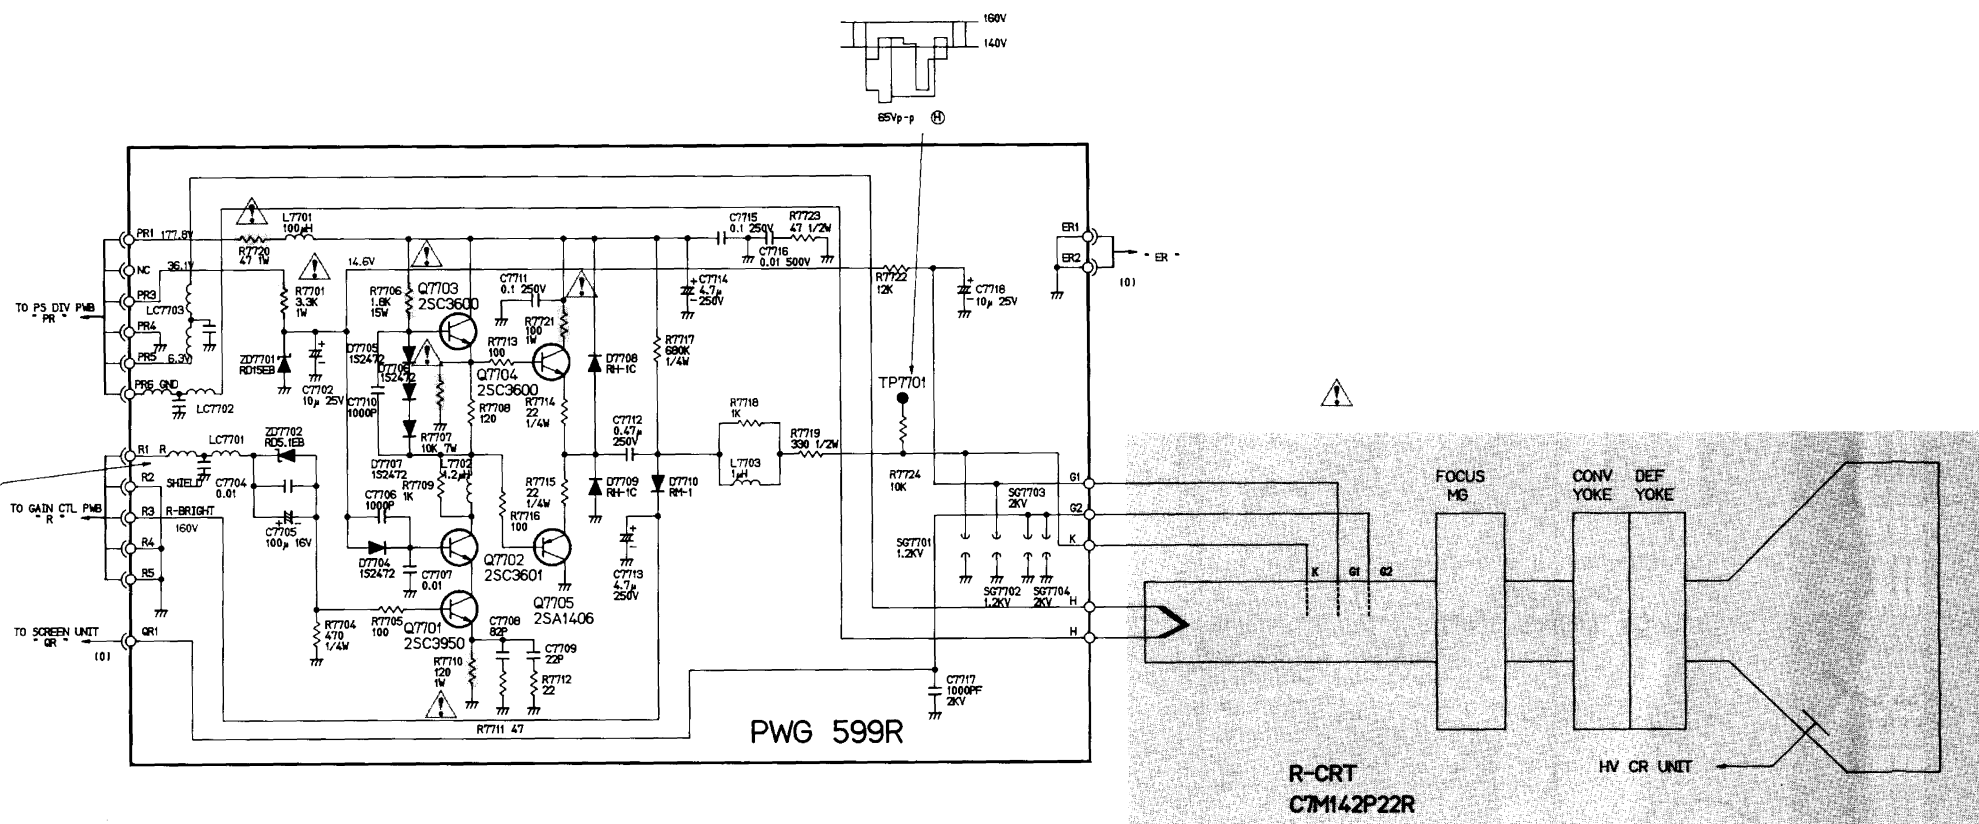 160V
140V
65Vp-p H
PR1 177.8V
NC
36.1V
PR3
PR4
PR5 6.3V
PR6 GND
TO PS DIV PWB
" PR "
LC7703
LC7702
R7720
47 1W
L7701
100μH
R7701
3.3K
1W
ZD7701
RD15EB
C7702
10μ 25V
14.6V
R7706
1.8K
15W
Q7703
2SC3600
C7711
0.1 250V
R7721
100
1W
R7713
100
Q7704
2SC3600
D7705
1S2472
D7706
1S2472
C7710
1000P
R7708
120
R7707
10K 7W
D7707
1S2472
R7709
1K
L7702
4.2μH
R7714
22
1/4W
R7715
22
1/4W
R7716
100
D7708
RH-1C
D7709
RH-1C
C7712
0.47μ
250V
C7714
4.7μ
250V
C7715
0.1 250V
C7716
0.01 500V
R7723
47 1/2W
R7717
680K
1/4W
D7710
RM-1
C7713
4.7μ
250V
R7718
1K
L7703
1μH
R7719
330 1/2W
R7722
12K
C7718
10μ 25V
TP7701
R7724
10K
ER1
ER2
" ER "
(0)
R1 R
R2
SHIELD
R3 R-BRIGHT
160V
R4
R5
TO GAIN CTL PWB
" R "
LC7701
ZD7702
RD5.1EB
C7704
0.01
C7705
100μ 16V
C7706
1000P
D7704
1S2472
C7707
0.01
Q7702
2SC3601
Q7705
2SA1406
R7704
470
1/4W
R7705
100
Q7701
2SC3950
R7710
120
1W
C7708
82P
C7709
22P
R7712
22
R7711 47
TO SCREEN UNIT
" QR "
(0)
QR1
SG7701
1.2KV
SG7702
1.2KV
SG7703
2KV
SG7704
2KV
C7717
1000PF
2KV
G1
G2
K
H
H
PWG 599R
K G1 G2
FOCUS
MG
CONV
YOKE
DEF
YOKE
HV CR UNIT
R-CRT
C7M142P22R